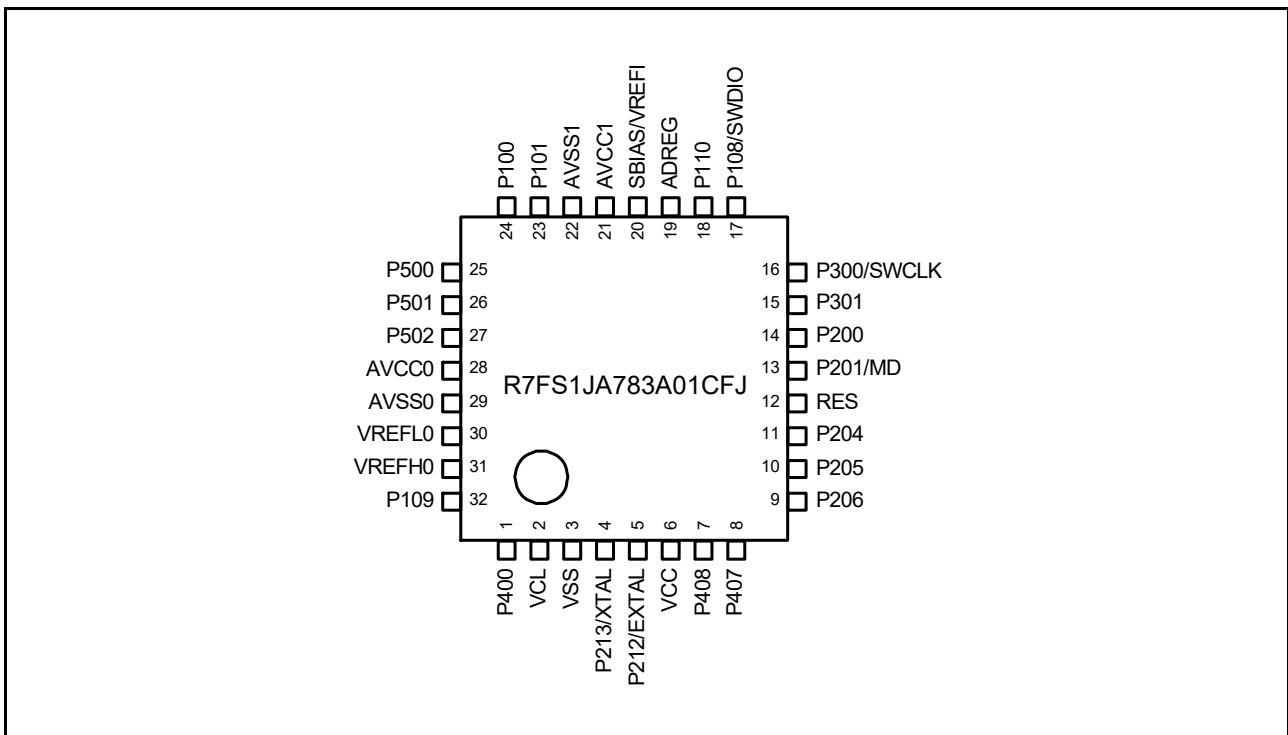 P100
P101
AVSS1
AVCC1
SBIAS/VREFI
ADREG
P110
P108/SWDIO
24
23
22
21
20
19
18
17
P500 25
P501 26
P502 27
AVCC0 28
AVSS0 29
VREFL0 30
VREFH0 31
P109 32
R7FS1JA783A01CFJ
16 P300/SWCLK
15 P301
14 P200
13 P201/MD
12 RES
11 P204
10 P205
9 P206
1
2
3
4
5
6
7
8
P400
VCL
VSS
P213/XTAL
P212/EXTAL
VCC
P408
P407